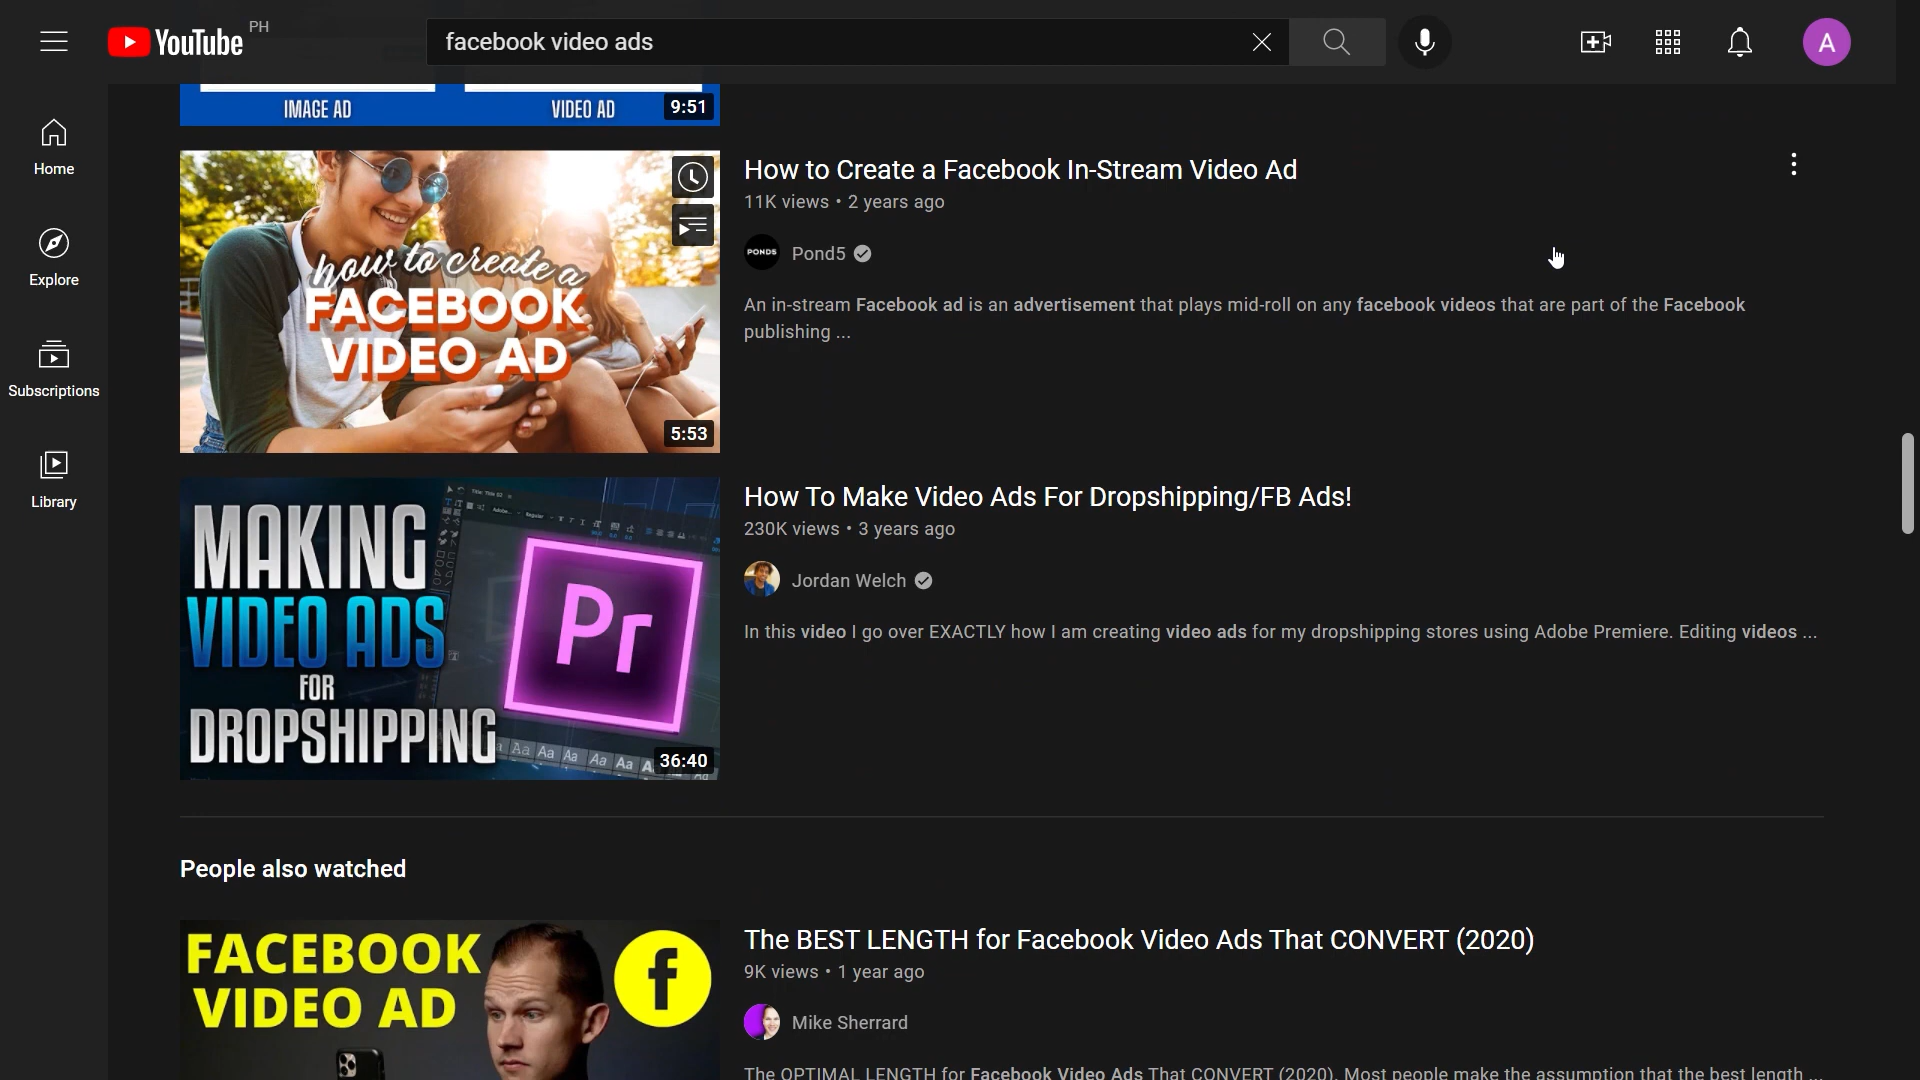 YouTube PH
facebook video ads
A
Home
Explore
Subscriptions
Library
IMAGE AD
VIDEO AD
9:51
how to create a
FACEBOOK
VIDEO AD
5:53
How to Create a Facebook In-Stream Video Ad
11K views • 2 years ago
POND5
Pond5
An in-stream Facebook ad is an advertisement that plays mid-roll on any facebook videos that are part of the Facebook
publishing ...
MAKING
VIDEO ADS
FOR
DROPSHIPPING
Pr
Aa Aa Aa Aa Aa
36:40
How To Make Video Ads For Dropshipping/FB Ads!
230K views • 3 years ago
Jordan Welch
In this video I go over EXACTLY how I am creating video ads for my dropshipping stores using Adobe Premiere. Editing videos ...
People also watched
FACEBOOK
VIDEO AD
f
The BEST LENGTH for Facebook Video Ads That CONVERT (2020)
9K views • 1 year ago
Mike Sherrard
The OPTIMAL LENGTH for Facebook Video Ads That CONVERT (2020). Most people make the assumption that the best length ...